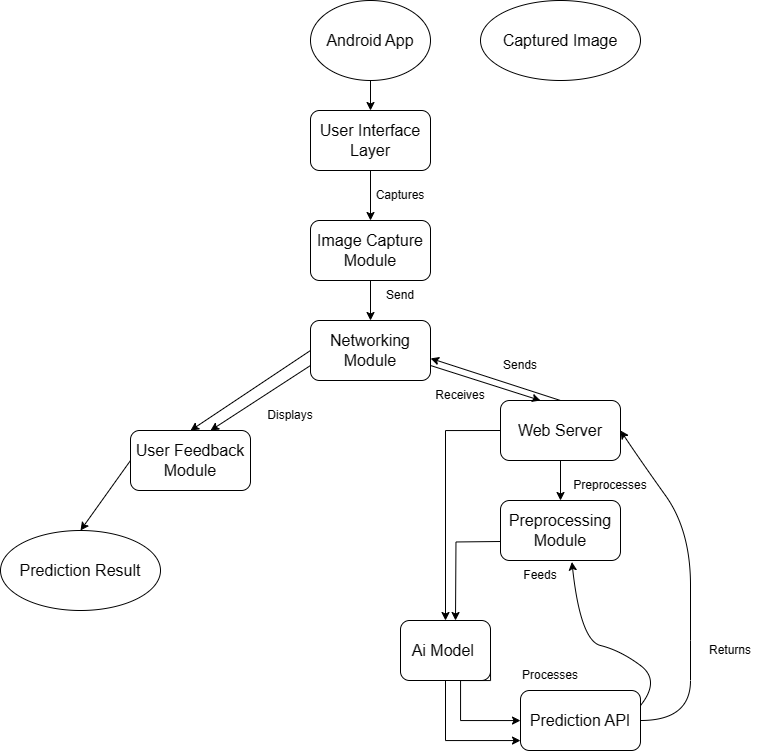 Android App
Captured Image
User Interface
Layer
Captures
Image Capture
Module
Send
Networking
Module
Sends
Receives
Displays
Web Server
User Feedback
Module
Preprocesses
Preprocessing
Module
Prediction Result
Feeds
Ai Model
Returns
Processes
Prediction API